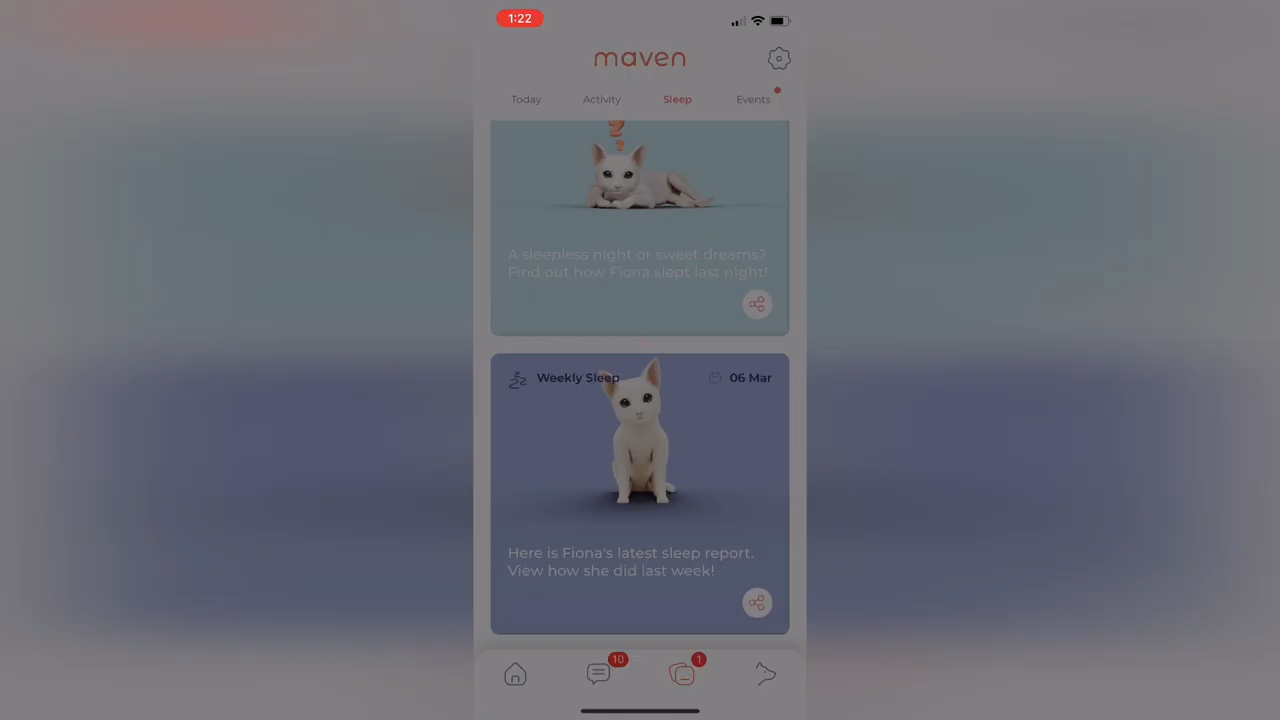 1:22
maven
Today Activity Sleep Events
z
z
A sleepless night or sweet dreams?
Find out how Fiona slept last night!
Weekly Sleep 06 Mar
Here is Fiona's latest sleep report.
View how she did last week!
10 1